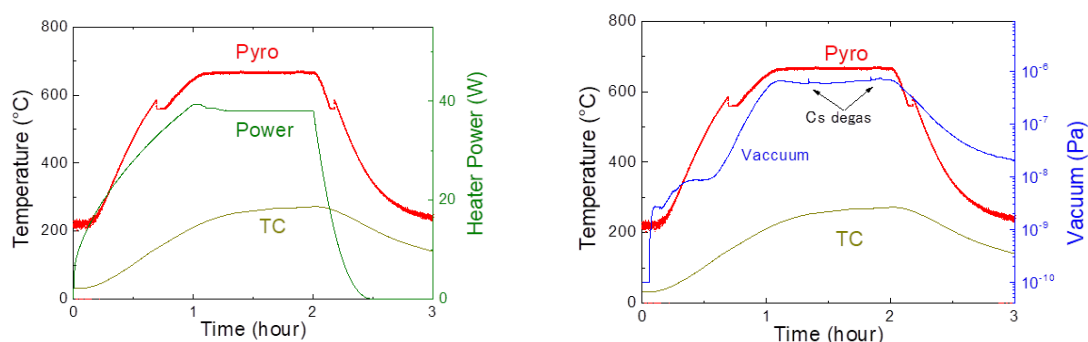 800
600
400
200
0
Temperature (°C)
Pyro
Power
TC
0
1
2
3
Time (hour)
40
20
0
Heater Power (W)
800
600
400
200
0
Temperature (°C)
Pyro
Cs degas
Vaccuum
TC
0
1
2
3
Time (hour)
10⁻⁶
10⁻⁷
10⁻⁸
10⁻⁹
10⁻¹⁰
Vacuum (Pa)